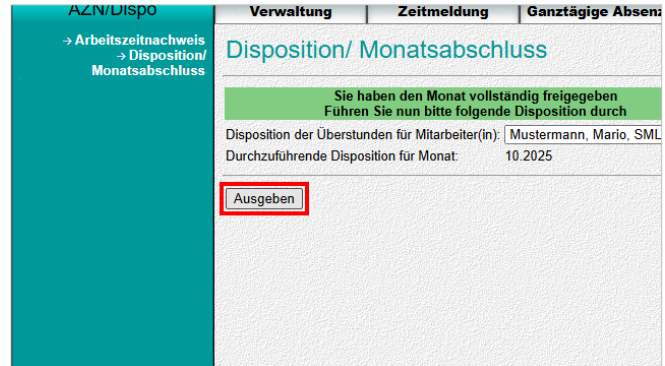 AZN/Dispo
Verwaltung
Zeitmeldung
Ganztägige Absenz
→ Arbeitszeitnachweis
→ Disposition/
Monatsabschluss
Disposition/ Monatsabschluss
Sie haben den Monat vollständig freigegeben
Führen Sie nun bitte folgende Disposition durch
Disposition der Überstunden für Mitarbeiter(in): Mustermann, Mario, SML
Durchzuführende Disposition für Monat: 10.2025
Ausgeben